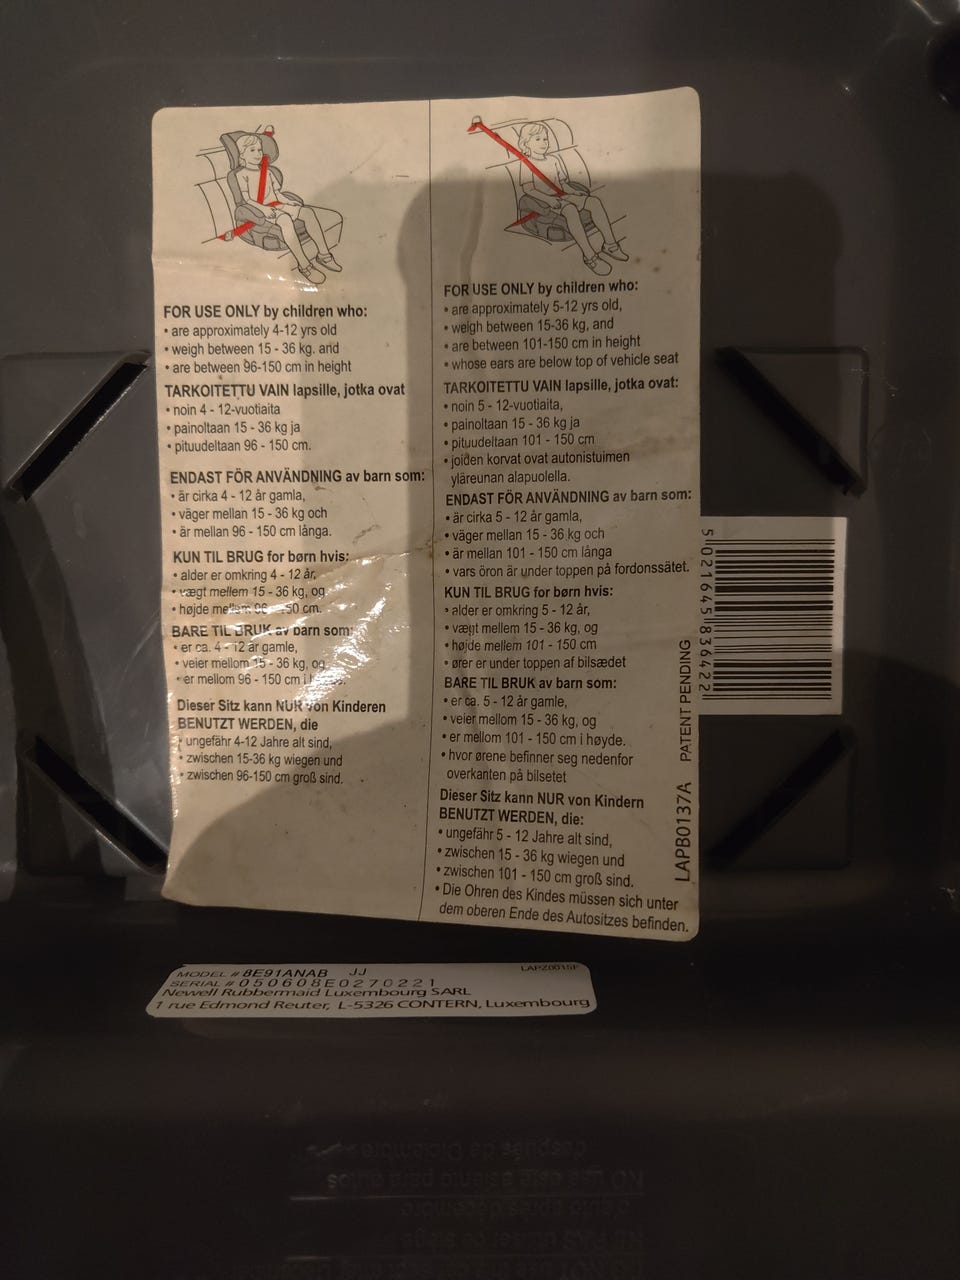 FOR USE ONLY by children who:
• are approximately 4-12 yrs old
• weigh between 15 - 36 kg. and
• are between 96-150 cm in height
TARKOITETTU VAIN lapsille, jotka ovat
• noin 4 - 12-vuotiaita
• painoltaan 15 - 36 kg ja
• pituudeltaan 96 - 150 cm.
ENDAST FÖR ANVÄNDNING av barn som:
• är cirka 4 - 12 år gamla,
• väger mellan 15 - 36 kg och
• är mellan 96 - 150 cm långa.
KUN TIL BRUG for børn hvis:
• alder er omkring 4 - 12 år,
• vægt mellem 15 - 36 kg, og
• højde mellem 96 - 150 cm.
BARE TIL BRUK av barn som:
• er ca. 4 - 12 år gamle,
• veier mellom 15 - 36 kg, og
• er mellom 96 - 150 cm i
Dieser Sitz kann NUR von Kinderen
BENUTZT WERDEN, die
• ungefähr 4-12 Jahre alt sind,
• zwischen 15-36 kg wiegen und
• zwischen 96-150 cm groß sind.
FOR USE ONLY by children who:
• are approximately 5-12 yrs old,
• weigh between 15-36 kg, and
• are between 101-150 cm in height
• whose ears are below top of vehicle seat
TARKOITETTU VAIN lapsille, jotka ovat:
• noin 5 - 12-vuotiaita,
• painoltaan 15 - 36 kg ja
• pituudeltaan 101 - 150 cm
• joiden korvat ovat autonistuimen
yläreunan alapuolella.
ENDAST FÖR ANVÄNDNING av barn som:
• är cirka 5 - 12 år gamla,
• väger mellan 15 - 36 kg och
• är mellan 101 - 150 cm långa
• vars öron är under toppen på fordonssätet.
KUN TIL BRUG for børn hvis:
• alder er omkring 5 - 12 år,
• vægt mellem 15 - 36 kg, og
• højde mellem 101 - 150 cm
• ører er under toppen af bilsædet
BARE TIL BRUK av barn som:
• er ca. 5 - 12 år gamle,
• veier mellom 15 - 36 kg, og
• er mellom 101 - 150 cm i høyde.
• hvor ørene befinner seg nedenfor
overkanten på bilsetet
Dieser Sitz kann NUR von Kindern
BENUTZT WERDEN, die:
• ungefähr 5 - 12 Jahre alt sind,
• zwischen 15 - 36 kg wiegen und
• zwischen 101 - 150 cm groß sind.
• Die Ohren des Kindes müssen sich unter
dem oberen Ende des Autositzes befinden.
LAPB0137A PATENT PENDING
5 021645 836422
MODEL # 8E91ANAB JJ
LAPZ0015F
SERIAL # 050608E0270221
Newell Rubbermaid Luxembourg SARL
1 rue Edmond Reuter, L-5326 CONTERN, Luxembourg
después de Diciembre
NO use este asiento para autos